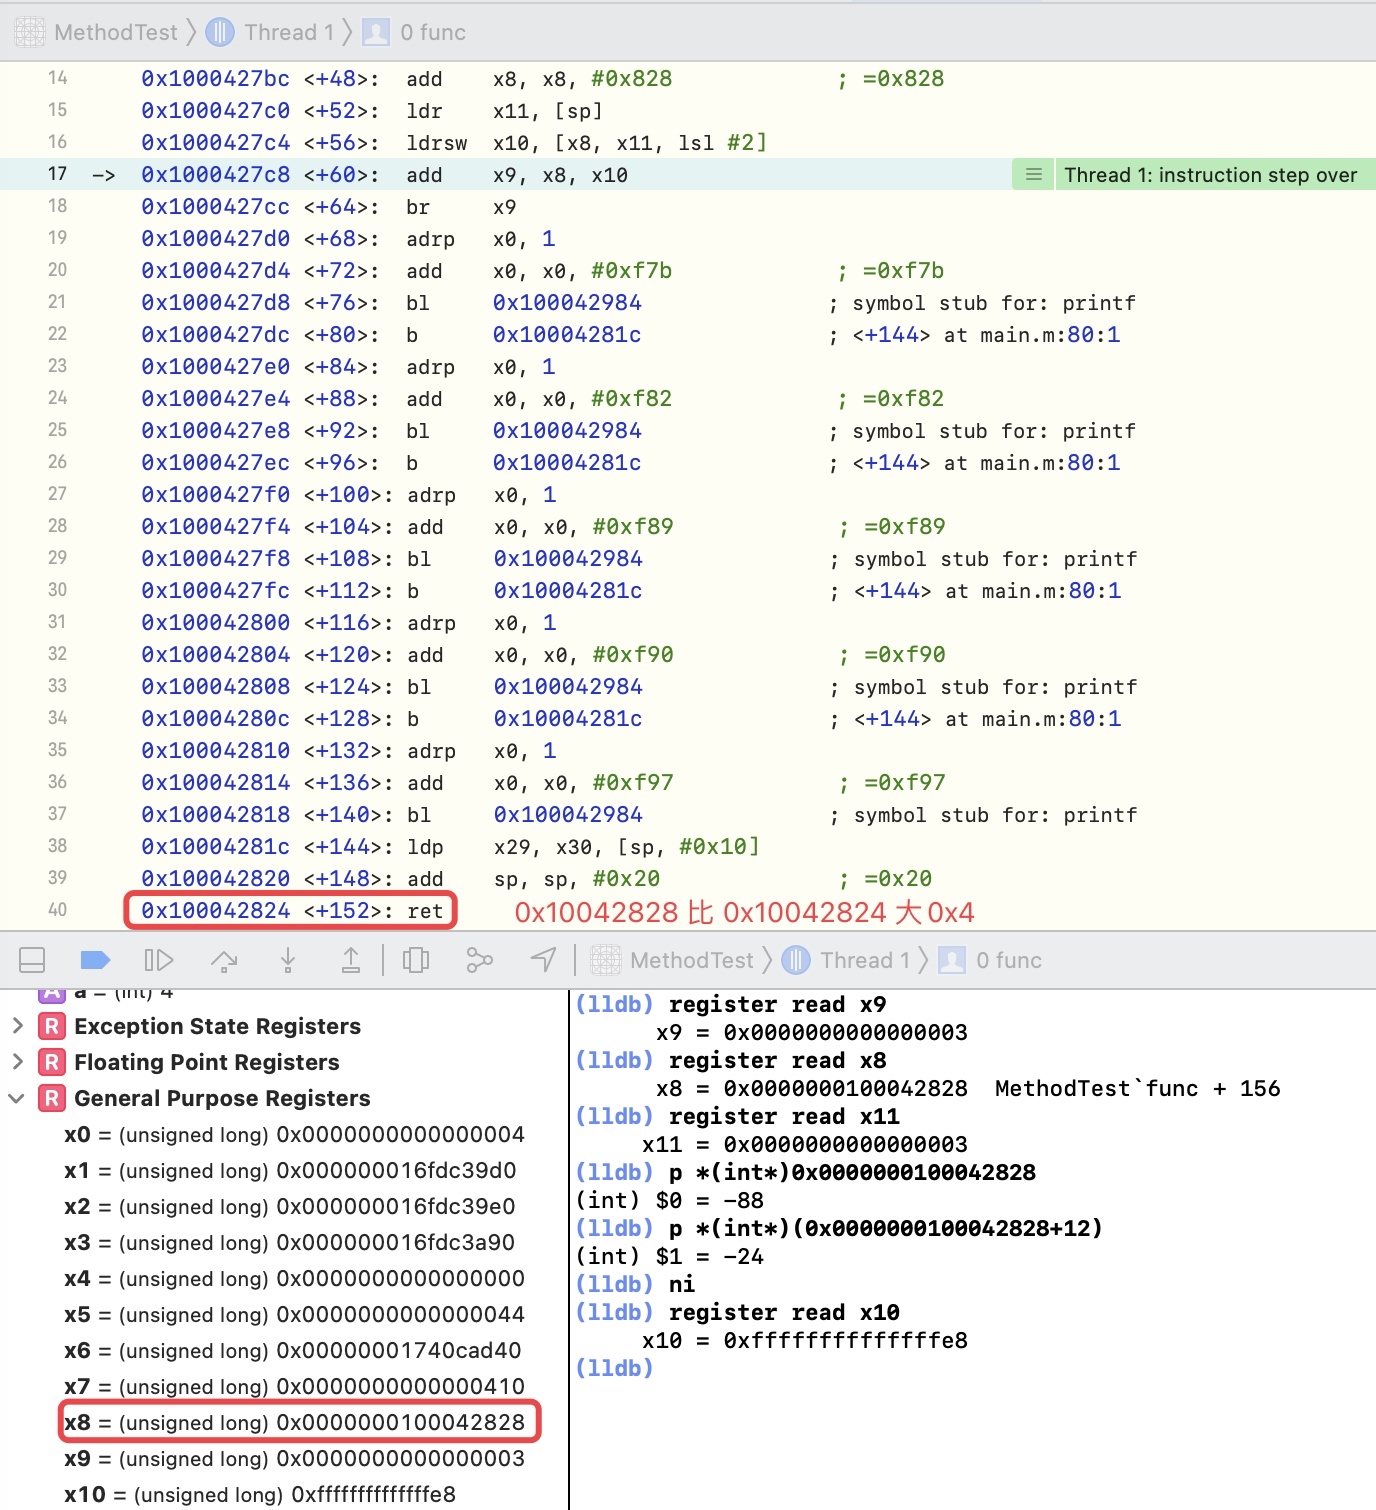 MethodTest 〉 Thread 1 〉 0 func
14 0x1000427bc <+48>: add x8, x8, #0x828 ; =0x828
15 0x1000427c0 <+52>: ldr x11, [sp]
16 0x1000427c4 <+56>: ldrsw x10, [x8, x11, lsl #2]
17 -> 0x1000427c8 <+60>: add x9, x8, x10 Thread 1: instruction step over
18 0x1000427cc <+64>: br x9
19 0x1000427d0 <+68>: adrp x0, 1
20 0x1000427d4 <+72>: add x0, x0, #0xf7b ; =0xf7b
21 0x1000427d8 <+76>: bl 0x100042984 ; symbol stub for: printf
22 0x1000427dc <+80>: b 0x10004281c ; <+144> at main.m:80:1
23 0x1000427e0 <+84>: adrp x0, 1
24 0x1000427e4 <+88>: add x0, x0, #0xf82 ; =0xf82
25 0x1000427e8 <+92>: bl 0x100042984 ; symbol stub for: printf
26 0x1000427ec <+96>: b 0x10004281c ; <+144> at main.m:80:1
27 0x1000427f0 <+100>: adrp x0, 1
28 0x1000427f4 <+104>: add x0, x0, #0xf89 ; =0xf89
29 0x1000427f8 <+108>: bl 0x100042984 ; symbol stub for: printf
30 0x1000427fc <+112>: b 0x10004281c ; <+144> at main.m:80:1
31 0x100042800 <+116>: adrp x0, 1
32 0x100042804 <+120>: add x0, x0, #0xf90 ; =0xf90
33 0x100042808 <+124>: bl 0x100042984 ; symbol stub for: printf
34 0x10004280c <+128>: b 0x10004281c ; <+144> at main.m:80:1
35 0x100042810 <+132>: adrp x0, 1
36 0x100042814 <+136>: add x0, x0, #0xf97 ; =0xf97
37 0x100042818 <+140>: bl 0x100042984 ; symbol stub for: printf
38 0x10004281c <+144>: ldp x29, x30, [sp, #0x10]
39 0x100042820 <+148>: add sp, sp, #0x20 ; =0x20
40 0x100042824 <+152>: ret 0x10042828 比 0x10042824 大 0x4
MethodTest 〉 Thread 1 〉 0 func
A a = (int) 4
R Exception State Registers
R Floating Point Registers
R General Purpose Registers
x0 = (unsigned long) 0x0000000000000004
x1 = (unsigned long) 0x000000016fdc39d0
x2 = (unsigned long) 0x000000016fdc39e0
x3 = (unsigned long) 0x000000016fdc3a90
x4 = (unsigned long) 0x0000000000000000
x5 = (unsigned long) 0x0000000000000044
x6 = (unsigned long) 0x00000001740cad40
x7 = (unsigned long) 0x0000000000000410
x8 = (unsigned long) 0x0000000100042828
x9 = (unsigned long) 0x0000000000000003
x10 = (unsigned long) 0xffffffffffffffe8
(lldb) register read x9
x9 = 0x0000000000000003
(lldb) register read x8
x8 = 0x0000000100042828 MethodTest`func + 156
(lldb) register read x11
x11 = 0x0000000000000003
(lldb) p *(int*)0x0000000100042828
(int) $0 = -88
(lldb) p *(int*)(0x0000000100042828+12)
(int) $1 = -24
(lldb) ni
(lldb) register read x10
x10 = 0xffffffffffffffe8
(lldb)